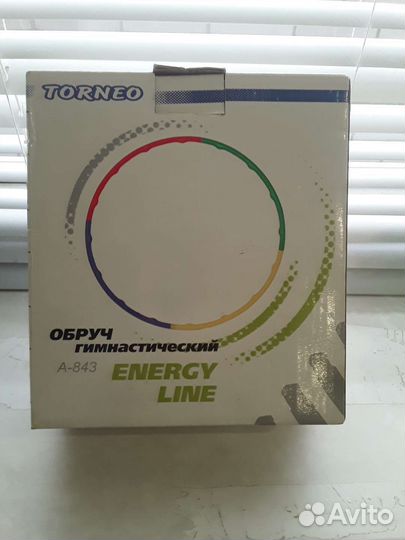 TORNEO
ОБРУЧ
ГИМНАСТИЧЕСКИЙ
A-843
ENERGY
LINE
Avito